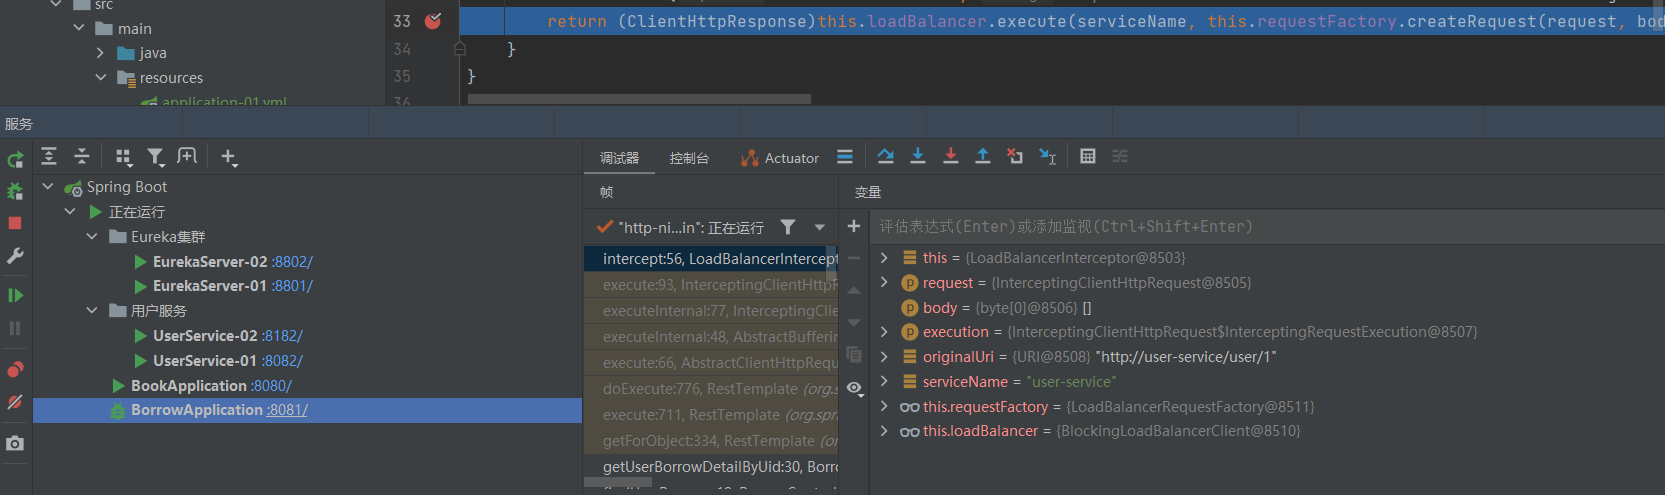 src
main
java
resources
application-01.yml
33 return (ClientHttpResponse)this.loadBalancer.execute(serviceName, this.requestFactory.createRequest(request, bod
34 }
35 }
36
服务
Spring Boot
正在运行
Eureka集群
EurekaServer-02 :8802/
EurekaServer-01 :8801/
用户服务
UserService-02 :8182/
UserService-01 :8082/
BookApplication :8080/
BorrowApplication :8081/
调试器 控制台 Actuator
帧
"http-ni...in": 正在运行
intercept:56, LoadBalancerIntercept
execute:93, InterceptingClientHttpR
executeInternal:77, InterceptingClie
executeInternal:48, AbstractBufferin
execute:66, AbstractClientHttpReque
doExecute:776, RestTemplate (org.sp
execute:711, RestTemplate (org.spri
getForObject:334, RestTemplate (or
getUserBorrowDetailByUid:30, Borro
变量
评估表达式(Enter)或添加监视(Ctrl+Shift+Enter)
this = {LoadBalancerInterceptor@8503}
request = {InterceptingClientHttpRequest@8505}
body = {byte[0]@8506} []
execution = {InterceptingClientHttpRequest$InterceptingRequestExecution@8507}
originalUri = {URI@8508} "http://user-service/user/1"
serviceName = "user-service"
this.requestFactory = {LoadBalancerRequestFactory@8511}
this.loadBalancer = {BlockingLoadBalancerClient@8510}